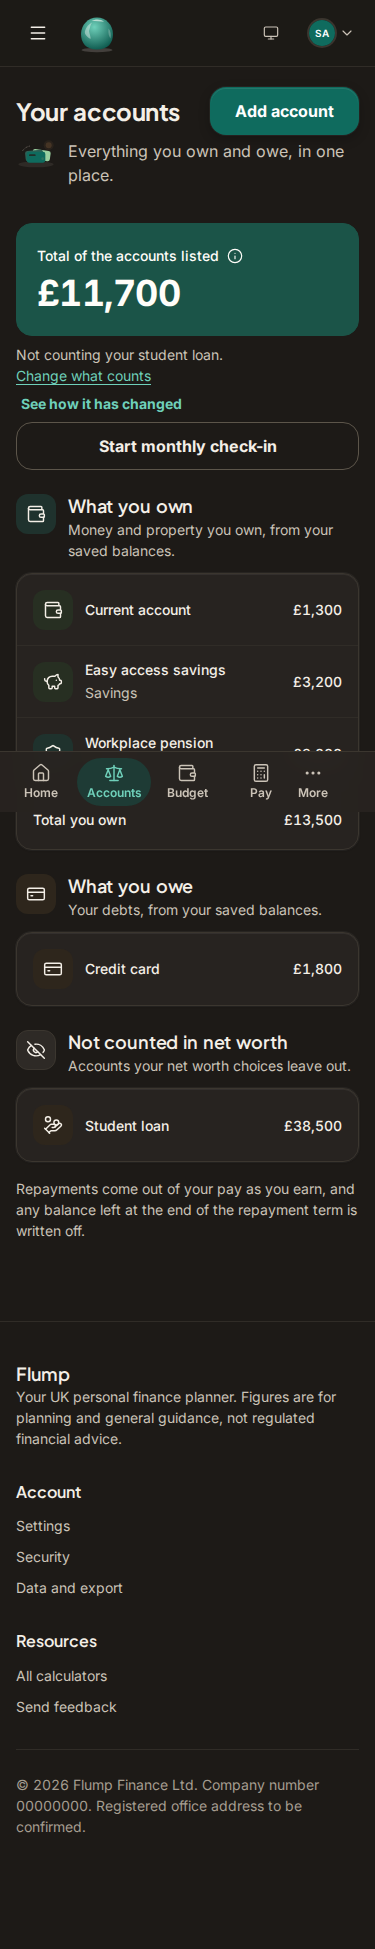 SA
Your accounts
Add account
Everything you own and owe, in one
place.
Total of the accounts listed
£11,700
Not counting your student loan.
Change what counts
See how it has changed
Start monthly check-in
What you own
Money and property you own, from your
saved balances.
Current account £1,300
Easy access savings
Savings
£3,200
Workplace pension
Home Accounts Budget Pay More
Total you own £13,500
What you owe
Your debts, from your saved balances.
Credit card £1,800
Not counted in net worth
Accounts your net worth choices leave out.
Student loan £38,500
Repayments come out of your pay as you earn, and
any balance left at the end of the repayment term is
written off.
Flump
Your UK personal finance planner. Figures are for
planning and general guidance, not regulated
financial advice.
Account
Settings
Security
Data and export
Resources
All calculators
Send feedback
© 2026 Flump Finance Ltd. Company number
00000000. Registered office address to be
confirmed.